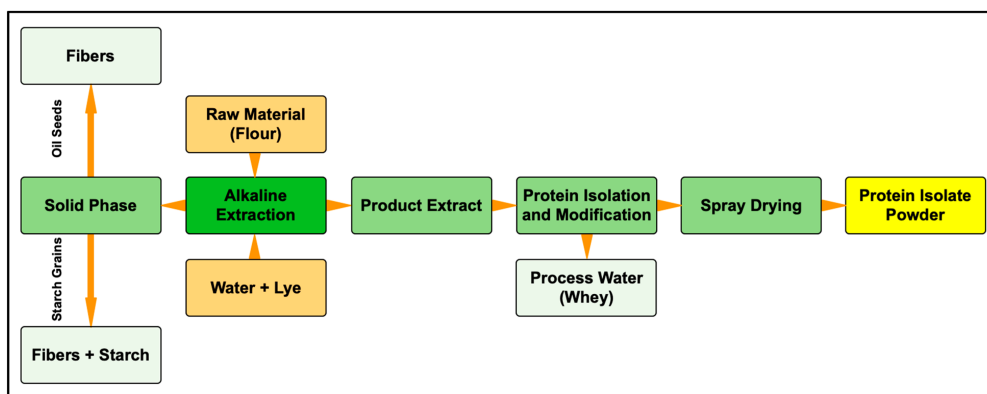 Fibers
Oil Seeds
Raw Material
(Flour)
Solid Phase
Alkaline
Extraction
Product Extract
Protein Isolation
and Modification
Spray Drying
Protein Isolate
Powder
Starch Grains
Water + Lye
Process Water
(Whey)
Fibers + Starch